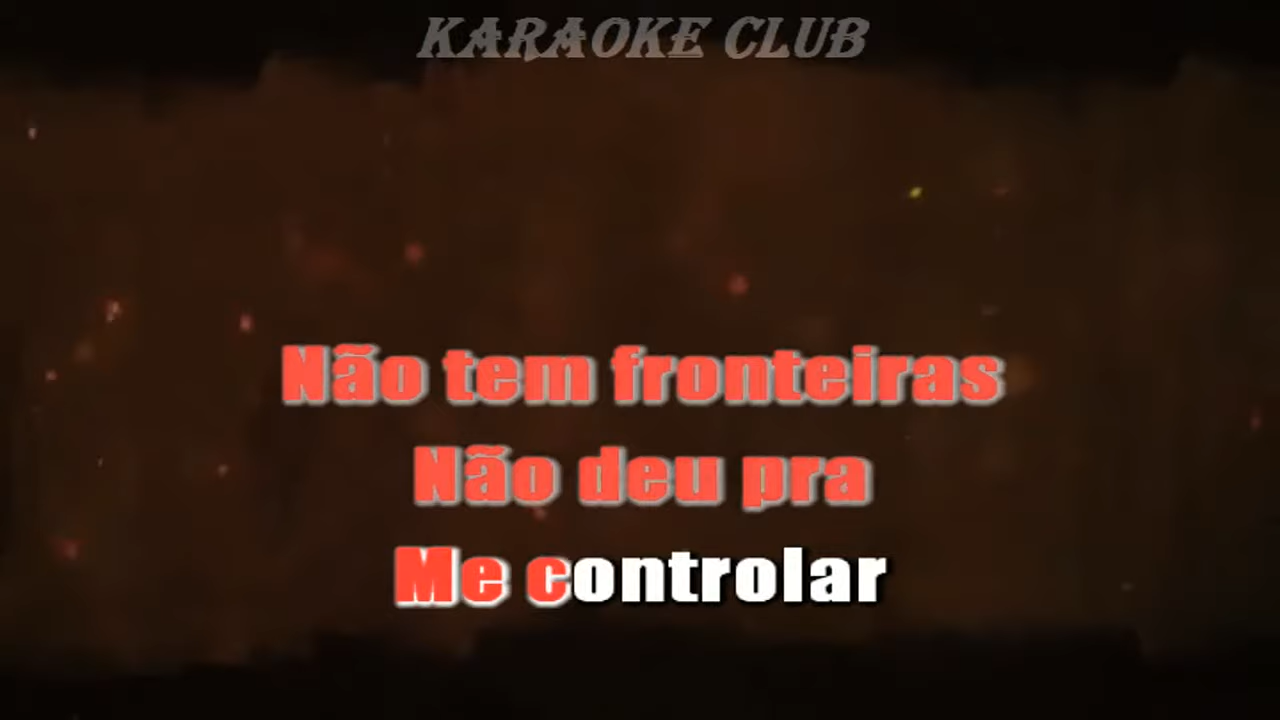 KARAOKE CLUB
Não tem fronteiras
Não deu pra
Me controlar